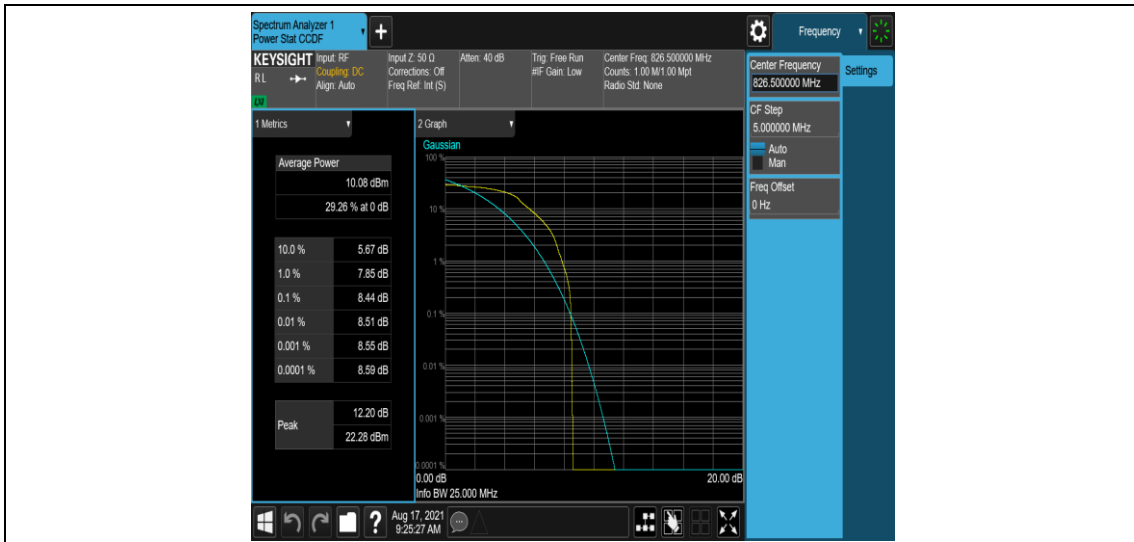 Spectrum Analyzer 1
Power Stat CCDF
Frequency
KEYSIGHT
RL
LM
Input: RF
Coupling: DC
Align: Auto
Input Z: 50 Ω
Corrections: Off
Freq Ref: Int (S)
Atten: 40 dB
Trig: Free Run
#IF Gain: Low
Center Freq: 826.500000 MHz
Counts: 1.00 M/1.00 Mpt
Radio Std: None
Center Frequency
826.500000 MHz
Settings
CF Step
5.000000 MHz
Auto
Man
Freq Offset
0 Hz
1 Metrics
Average Power
10.08 dBm
29.26 % at 0 dB
10.0 % 5.67 dB
1.0 % 7.85 dB
0.1 % 8.44 dB
0.01 % 8.51 dB
0.001 % 8.55 dB
0.0001 % 8.59 dB
Peak
12.20 dB
22.28 dBm
2 Graph
Gaussian
100 %
10 %
1 %
0.1 %
0.01 %
0.001 %
0.0001 %
0.00 dB 20.00 dB
Info BW 25.000 MHz
Aug 17, 2021
9:25:27 AM